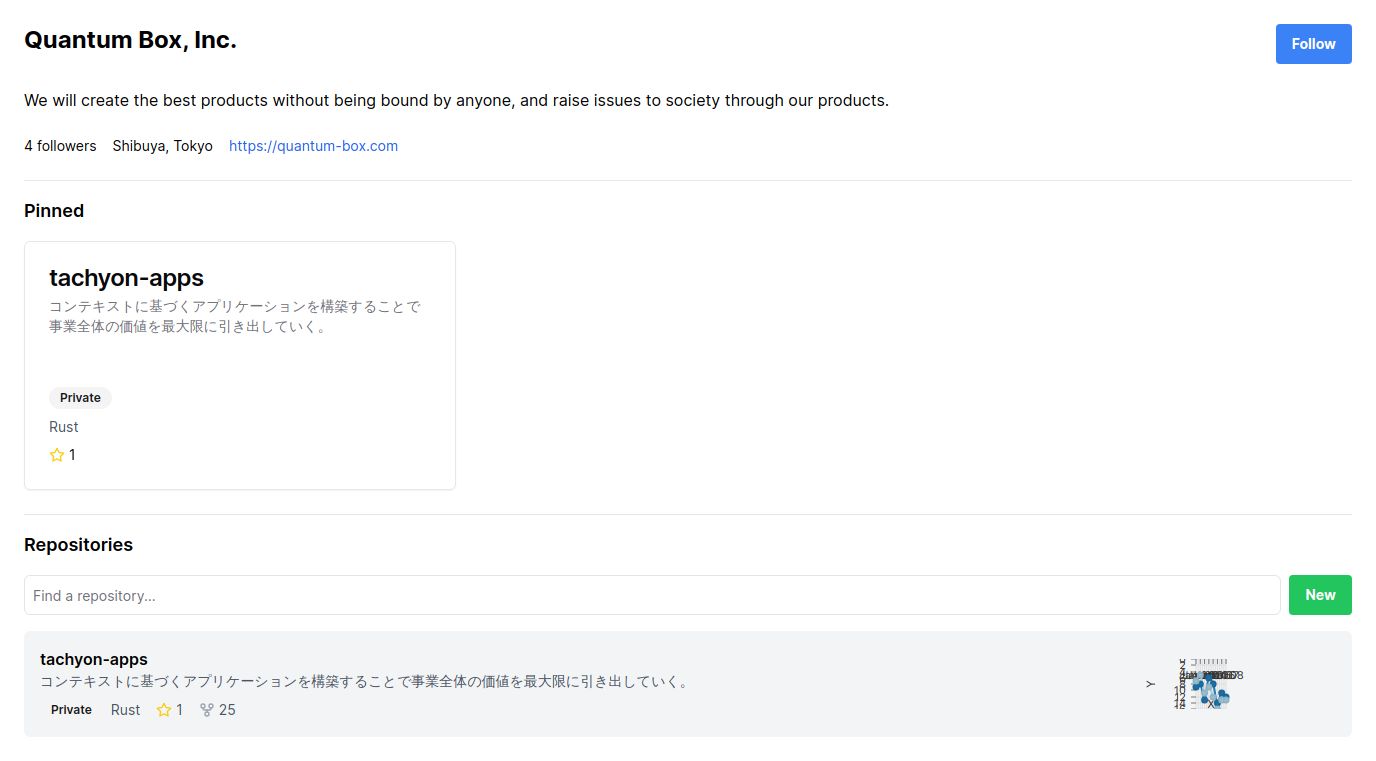 Quantum Box, Inc.
Follow
We will create the best products without being bound by anyone, and raise issues to society through our products.
4 followers Shibuya, Tokyo https://quantum-box.com
Pinned
tachyon-apps
コンテキストに基づくアプリケーションを構築することで
事業全体の価値を最大限に引き出していく。
Private
Rust
1
Repositories
Find a repository...
New
tachyon-apps
コンテキストに基づくアプリケーションを構築することで事業全体の価値を最大限に引き出していく。
Private Rust 1 25
Y
2
8
10
12
X